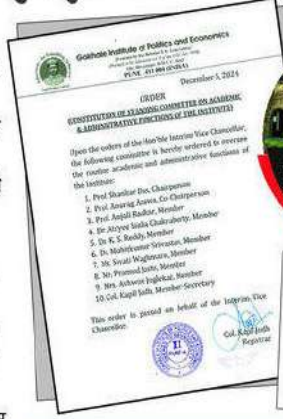 Gokhale Institute of Politics and Economics
PUNE 411 004 (INDIA)
December 5, 2024
ORDER
CONSTITUTION OF STANDING COMMITTEE ON ACADEMIC
& ADMINISTRATIVE FUNCTIONS OF THE INSTITUTE
Upon the orders of the Hon'ble Interim Vice Chancellor,
the following committee is hereby ordered to oversee
the routine academic and administrative functions of
the Institute:
1. Prof Shankar Das, Chairperson
2. Prof. Anurag Asawa, Co-Chairperson
3. Prof. Anjali Radkar, Member
4. Dr. Atreyee Sinha Chakraborty, Member
5. Dr. K. S. Reddy, Member
6. Dr. Mohitkumar Srivastav, Member
7. Mr. Swati Waghmare, Member
8. Mr. Pramod Joshi, Member
9. Mrs. Ashwini Joglekar, Member
10. Col. Kapil Jodh, Member-Secretary
This order is passed on behalf of the Interim Vice
Chancellor.
Col. Kapil Jodh
Registrar